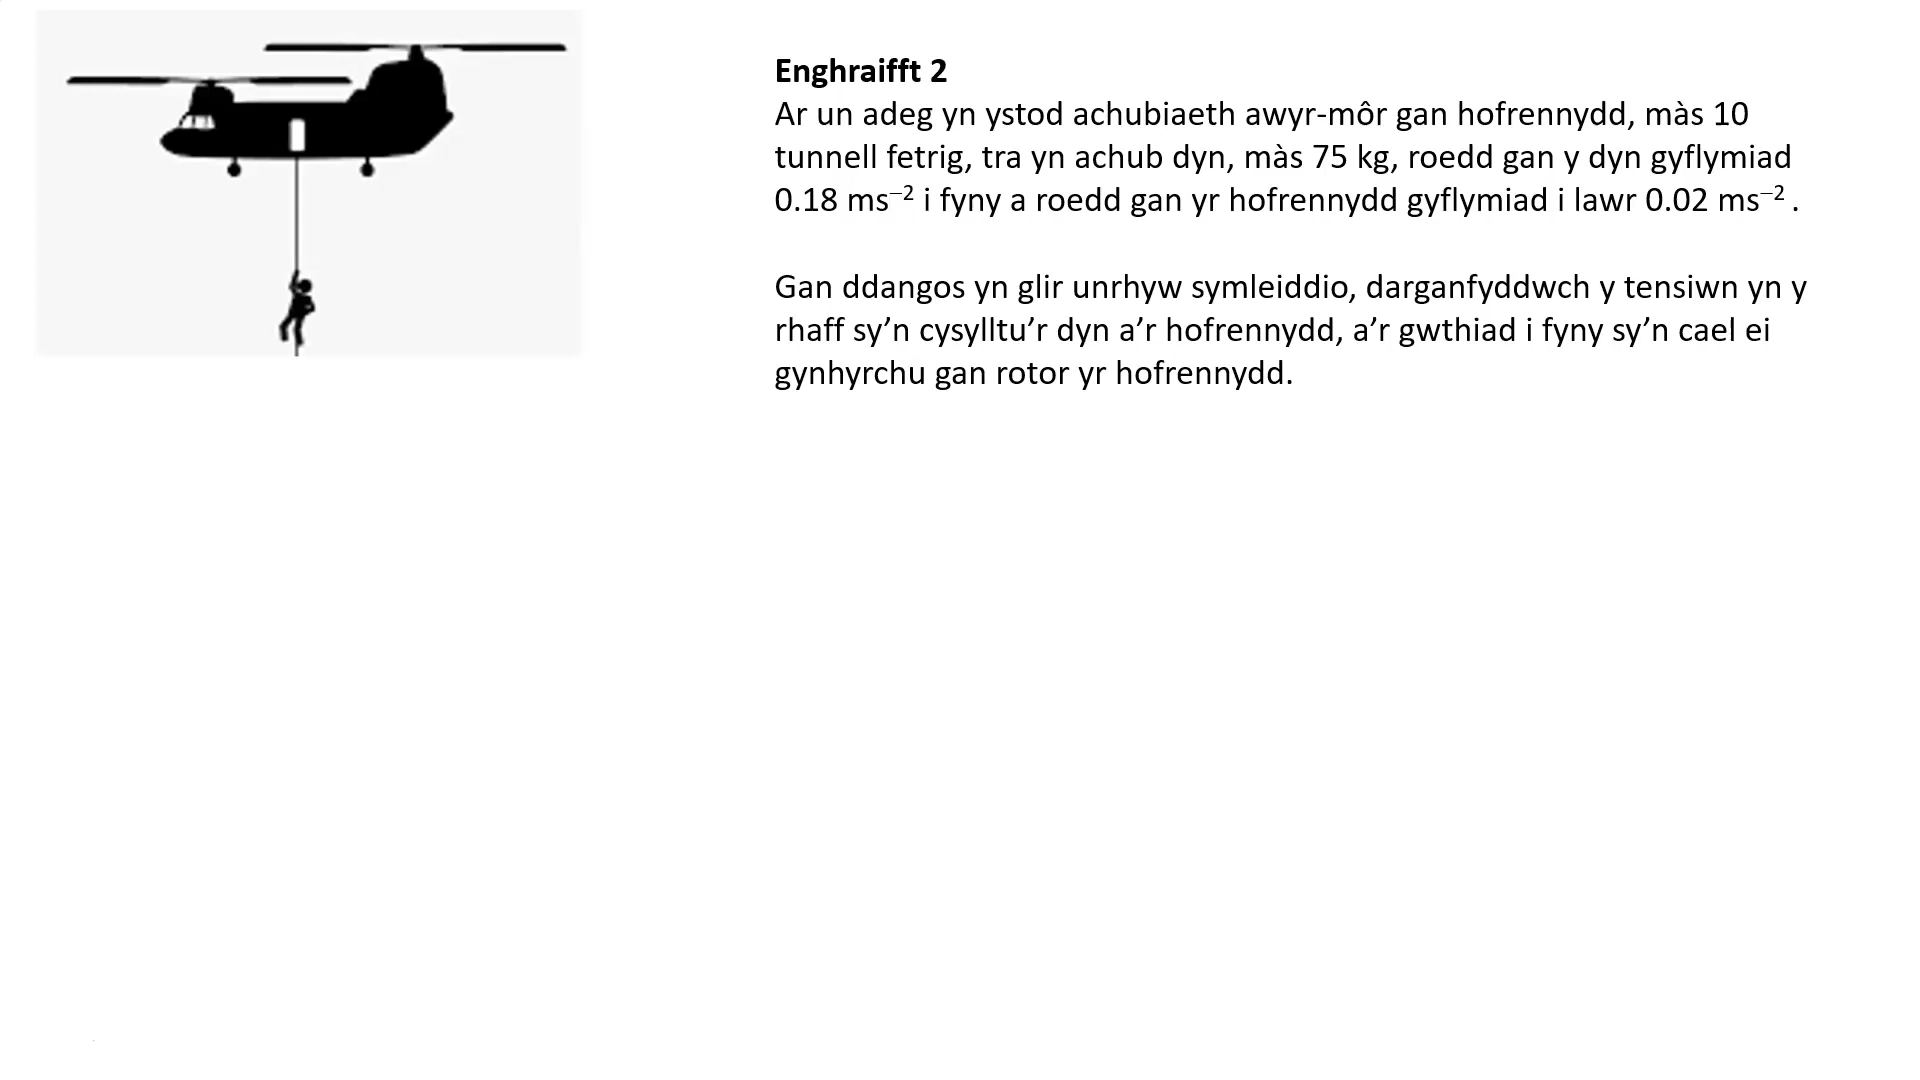 Enghraifft 2
Ar un adeg yn ystod achubiaeth awyr-môr gan hofrennydd, màs 10
tunnell fetrig, tra yn achub dyn, màs 75 kg, roedd gan y dyn gyflymiad
0.18 ms⁻² i fyny a roedd gan yr hofrennydd gyflymiad i lawr 0.02 ms⁻² .
Gan ddangos yn glir unrhyw symleiddio, darganfyddwch y tensiwn yn y
rhaff sy’n cysylltu’r dyn a’r hofrennydd, a’r gwthiad i fyny sy’n cael ei
gynhyrchu gan rotor yr hofrennydd.